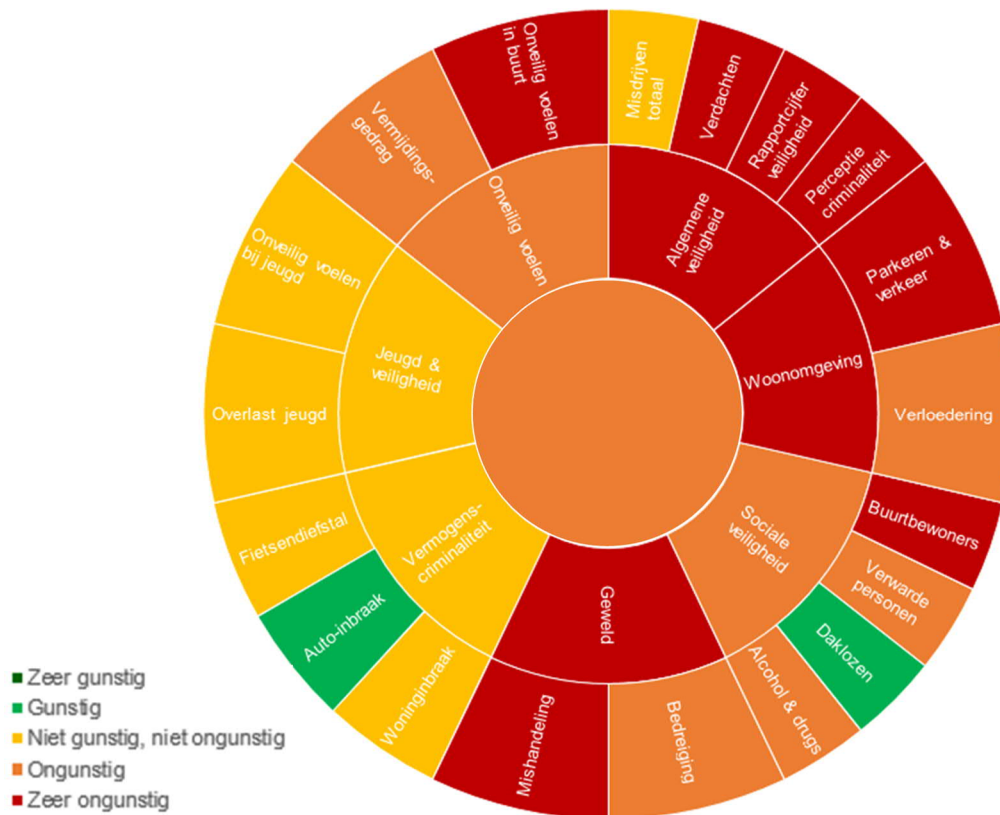 Onveilig voelen
in buurt
Misdrijven
totaal
Verdachten
Rapportcijfer
veiligheid
Perceptie
criminaliteit
Parkeren &
verkeer
Verloedering
Buurtbewoners
Verwarde
personen
Daklozen
Alcohol & drugs
Bedreiging
Mishandeling
Woninginbraak
Auto-inbraak
Fietsendiefstal
Overlast jeugd
Onveilig voelen
bij jeugd
Vermijdings-
gedrag
Onveilig voelen
Algemene
veiligheid
Woonomgeving
Sociale
veiligheid
Geweld
Vermogens-
criminaliteit
Jeugd &
veiligheid
Zeer gunstig
Gunstig
Niet gunstig, niet ongunstig
Ongunstig
Zeer ongunstig